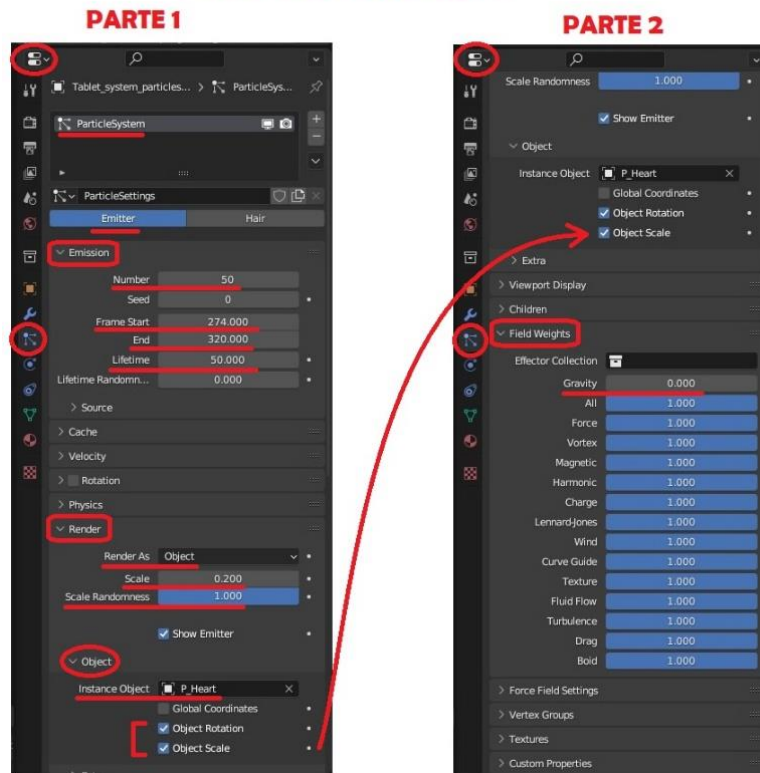 PARTE 1
Tablet_system_particles... > ParticleSys...
ParticleSystem
ParticleSettings
Emitter Hair
Emission
Number 50
Seed 0
Frame Start 274.000
End 320.000
Lifetime 50.000
Lifetime Randomn... 0.000
Source
Cache
Velocity
Rotation
Physics
Render
Render As Object
Scale 0.200
Scale Randomness 1.000
Show Emitter
Object
Instance Object P_Heart
Global Coordinates
Object Rotation
Object Scale
PARTE 2
Scale Randomness 1.000
Show Emitter
Object
Instance Object P_Heart
Global Coordinates
Object Rotation
Object Scale
Extra
Viewport Display
Children
Field Weights
Effector Collection
Gravity 0.000
All 1.000
Force 1.000
Vortex 1.000
Magnetic 1.000
Harmonic 1.000
Charge 1.000
Lennard-Jones 1.000
Wind 1.000
Curve Guide 1.000
Texture 1.000
Fluid Flow 1.000
Turbulence 1.000
Drag 1.000
Boid 1.000
Force Field Settings
Vertex Groups
Textures
Custom Properties